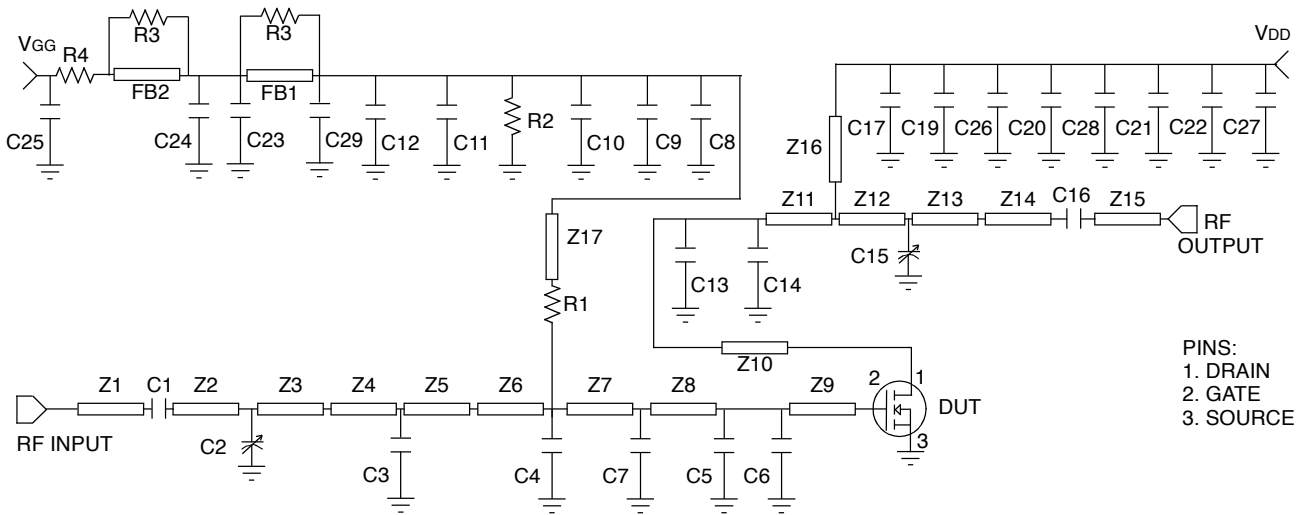 R3
R3
VGG
R4
VDD
FB2
FB1
C25
C24
C23
C29
C12
C11
R2
C10
C9
C8
C17
C19
C26
C20
C28
C21
C22
C27
Z16
Z11
Z12
Z13
Z14
C16
Z15
RF
OUTPUT
Z17
C15
C13
C14
R1
Z10
PINS:
1. DRAIN
2. GATE
3. SOURCE
Z1
C1
Z2
Z3
Z4
Z5
Z6
Z7
Z8
Z9
2
1
DUT
3
RF INPUT
C2
C3
C4
C7
C5
C6